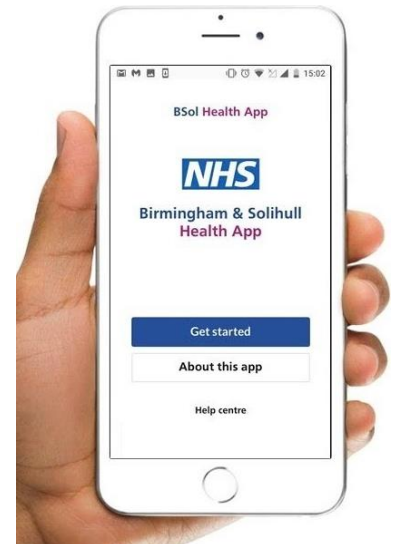 15:02
BSol Health App
NHS
Birmingham & Solihull
Health App
Get started
About this app
Help centre